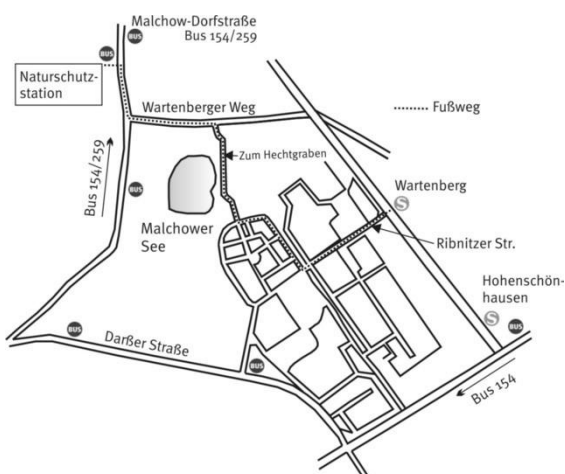 Malchow-Dorfstraße
Bus 154/259
BUS
BUS
Naturschutz-
station
Wartenberger Weg
Fußweg
Zum Hechtgraben
Bus 154/259
BUS
Wartenberg
S
Malchower
See
Ribnitzer Str.
Hohenschön-
hausen
S
BUS
BUS
Darßer Straße
BUS
Bus 154